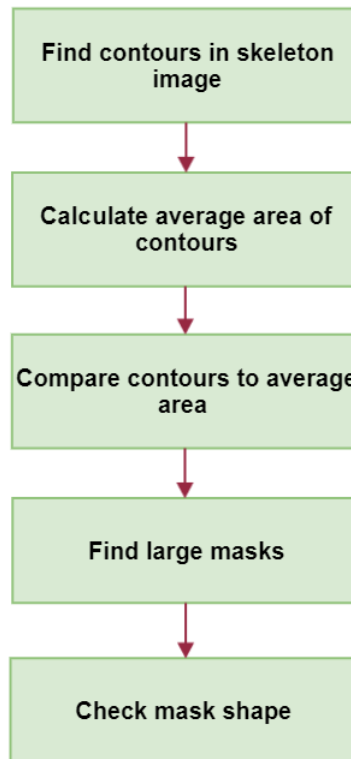 Find contours in skeleton
image
Calculate average area of
contours
Compare contours to average
area
Find large masks
Check mask shape